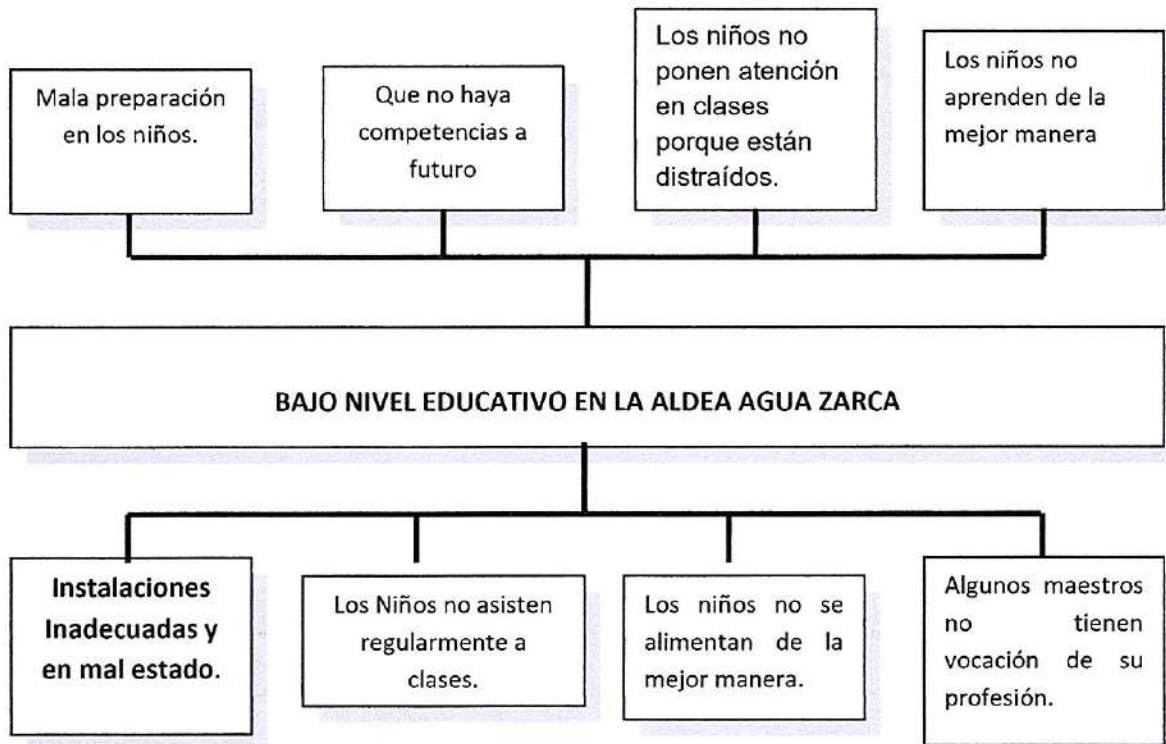 Mala preparación
en los niños.
Que no haya
competencias a
futuro
Los niños no
ponen atención
en clases
porque están
distraídos.
Los niños no
aprenden de la
mejor manera
BAJO NIVEL EDUCATIVO EN LA ALDEA AGUA ZARCA
Instalaciones
Inadecuadas y
en mal estado.
Los Niños no asisten
regularmente a
clases.
Los niños no se
alimentan de la
mejor manera.
Algunos maestros
no tienen
vocación de su
profesión.